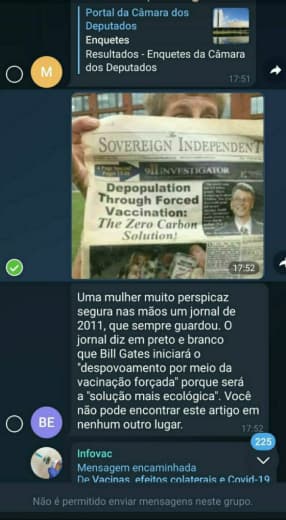 Portal da Câmara dos
Deputados
Enquetes
Resultados - Enquetes da Câmara
dos Deputados
17:51
M
SOVEREIGN INDEPENDENT
911 INVESTIGATOR
Depopulation
Through Forced
Vaccination:
The Zero Carbon
Solution!
17:52
Uma mulher muito perspicaz
segura nas mãos um jornal de
2011, que sempre guardou. O
jornal diz em preto e branco
que Bill Gates iniciará o
"despovoamento por meio da
vacinação forçada" porque será
a "solução mais ecológica". Você
não pode encontrar este artigo em
nenhum outro lugar.
17:52
BE
225
Infovac
Mensagem encaminhada
De Vacinas, efeitos colaterais e Covid-19
Não é permitido enviar mensagens neste grupo.